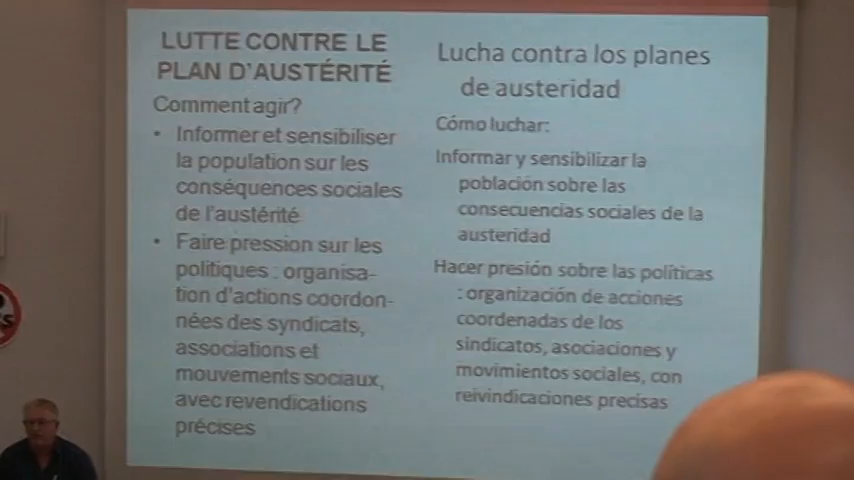 LUTTE CONTRE LE
PLAN D'AUSTÉRITÉ
Comment agir?
• Informer et sensibiliser
la population sur les
conséquences sociales
de l'austérité
• Faire pression sur les
politiques : organisa-
tion d'actions coordon-
nées des syndicats,
associations et
mouvements sociaux,
avec revendications
précises
Lucha contra los planes
de austeridad
Cómo luchar:
Informar y sensibilizar la
población sobre las
consecuencias sociales de la
austeridad
Hacer presión sobre las políticas
: organización de acciones
coordenadas de los
sindicatos, asociaciones y
movimientos sociales, con
reivindicaciones precisas